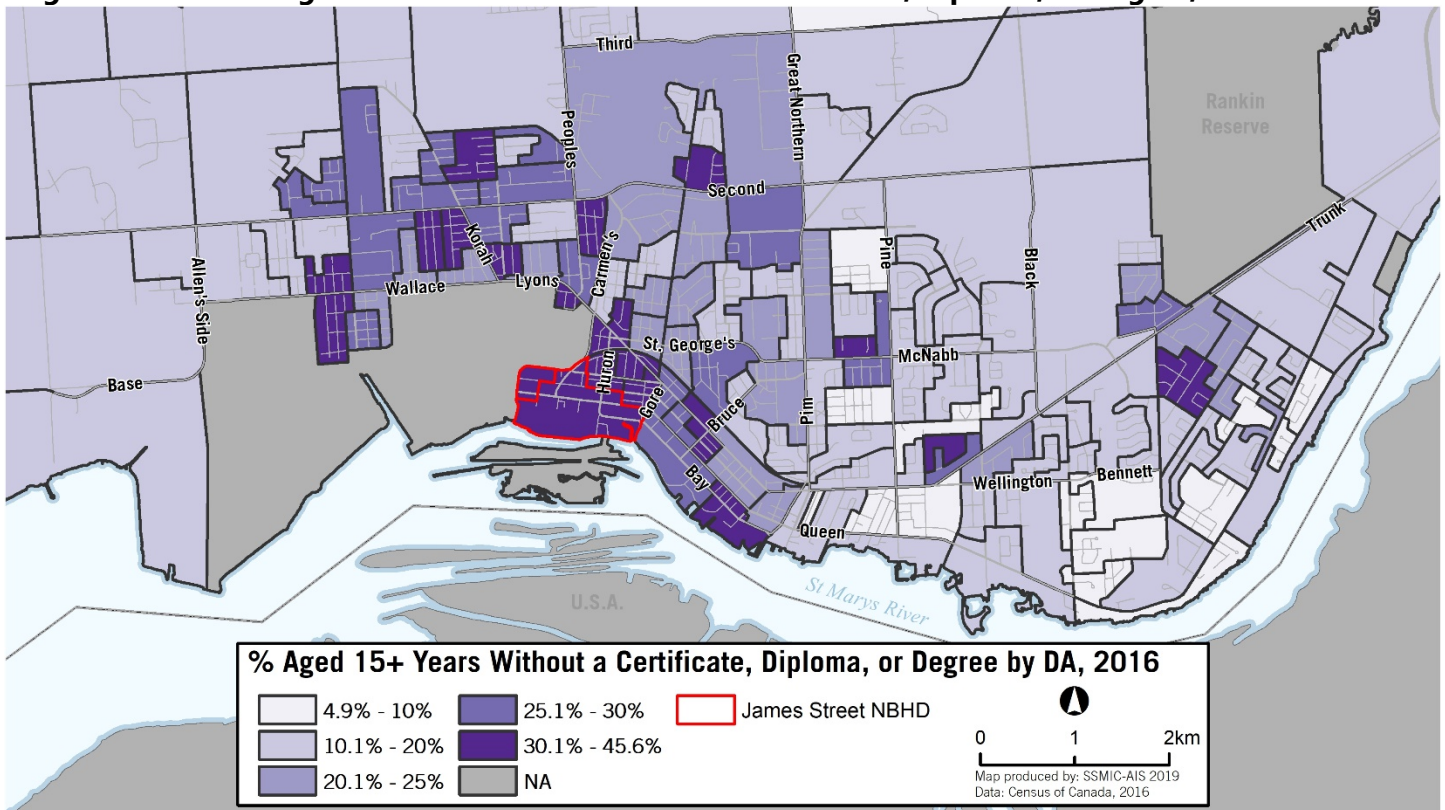 Third
Great Northern
Peoples
Rankin
Reserve
Second
Trunk
Korah
Carmen's
Pine
Black
Allen's Side
Wallace
Lyons
St. George's
McNabb
Base
Huron
Gore
Bruce
Pim
Bay
Wellington
Bennett
Queen
St Marys River
U.S.A.
% Aged 15+ Years Without a Certificate, Diploma, or Degree by DA, 2016
4.9% - 10%
25.1% - 30%
James Street NBHD
10.1% - 20%
30.1% - 45.6%
0 1 2km
20.1% - 25%
NA
Map produced by: SSMIC-AIS 2019
Data: Census of Canada, 2016